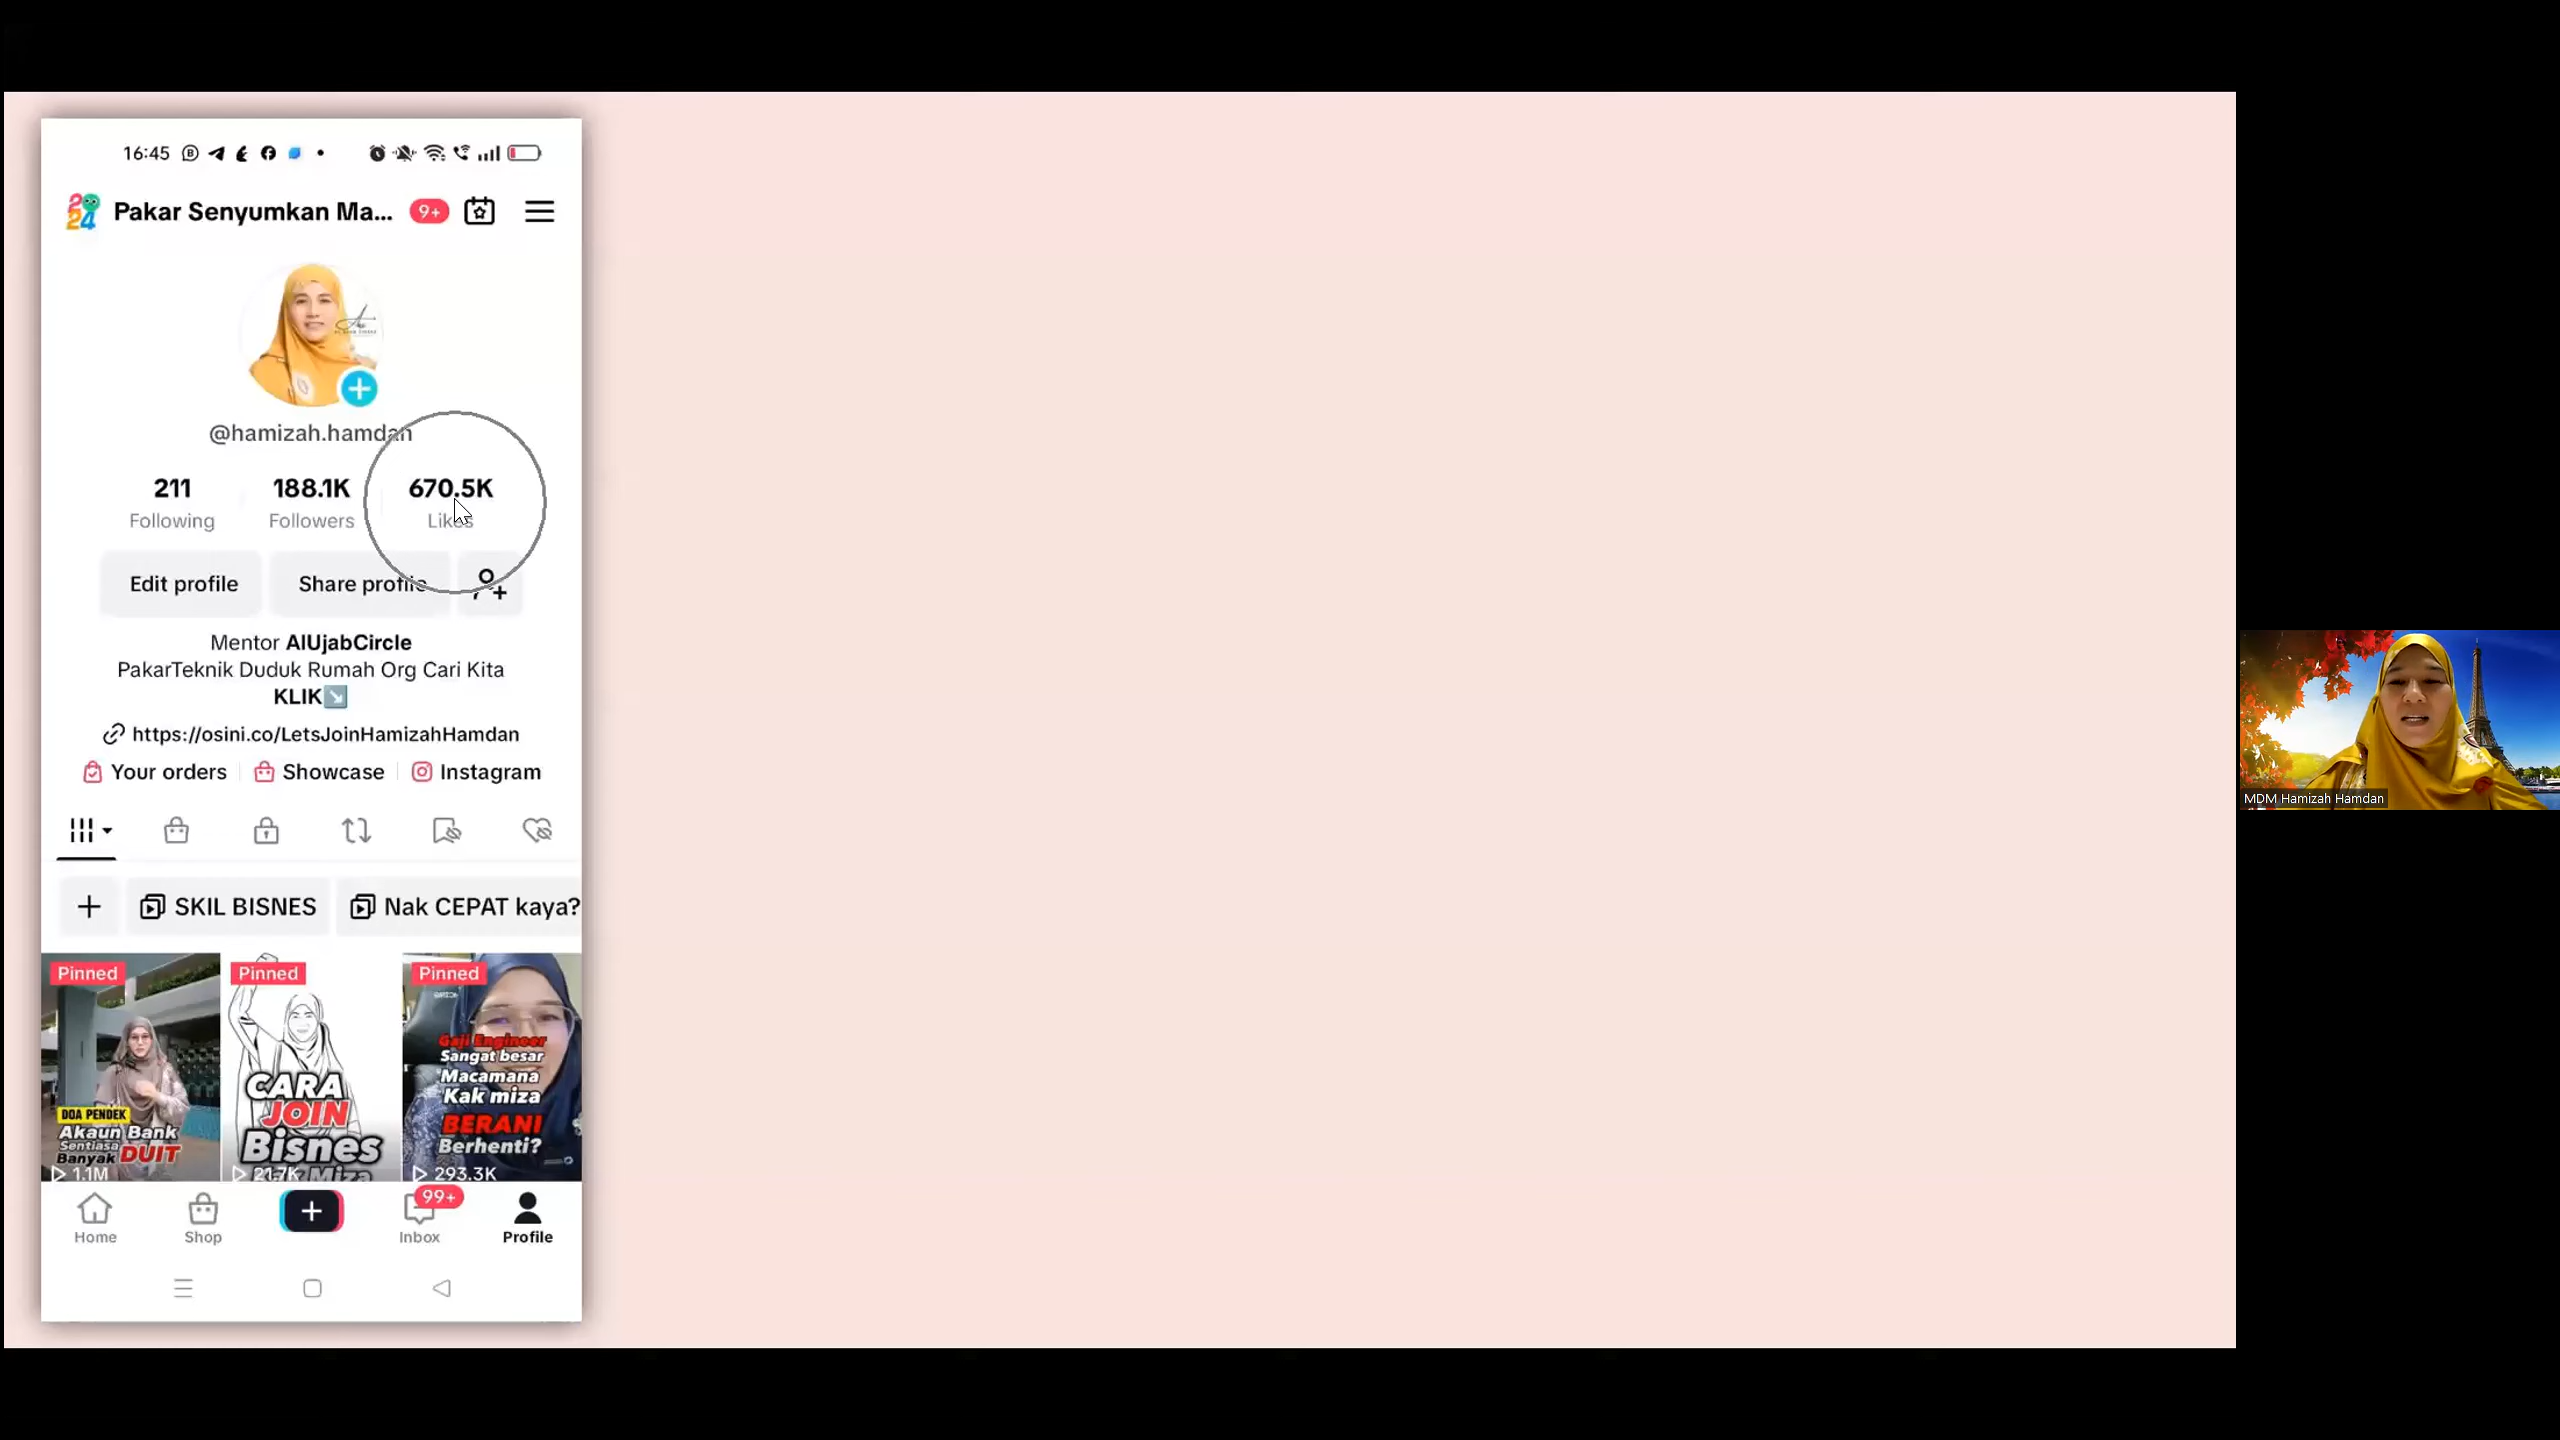 16:45
2024
Pakar Senyumkan Ma...
9+
@hamizah.hamdan
211
188.1K
670.5K
Following
Followers
Likes
Edit profile
Share profile
Mentor AlUjabCircle
PakarTeknik Duduk Rumah Org Cari Kita
KLIK↘️
https://osini.co/LetsJoinHamizahHamdan
Your orders
Showcase
Instagram
SKIL BISNES
Nak CEPAT kaya?
Pinned
DOA PENDEK
Akaun Bank
Sentiasa
Banyak DUIT
1.1M
Pinned
CARA
JOIN
Bisnes
Miza
21.7K
Pinned
Gaji Engineer
Sangat besar
Macamana
Kak miza
BERANI
Berhenti?
293.3K
Home
Shop
99+
Inbox
Profile
MDM Hamizah Hamdan